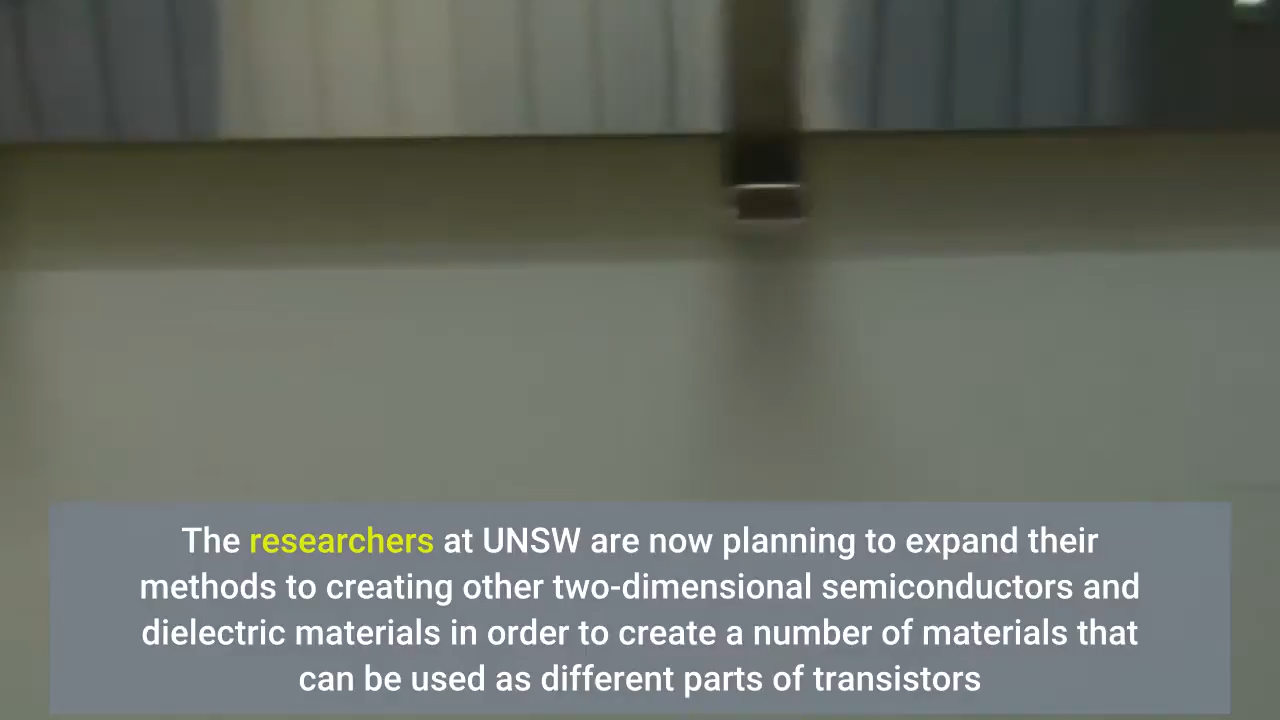 The researchers at UNSW are now planning to expand their
methods to creating other two-dimensional semiconductors and
dielectric materials in order to create a number of materials that
can be used as different parts of transistors